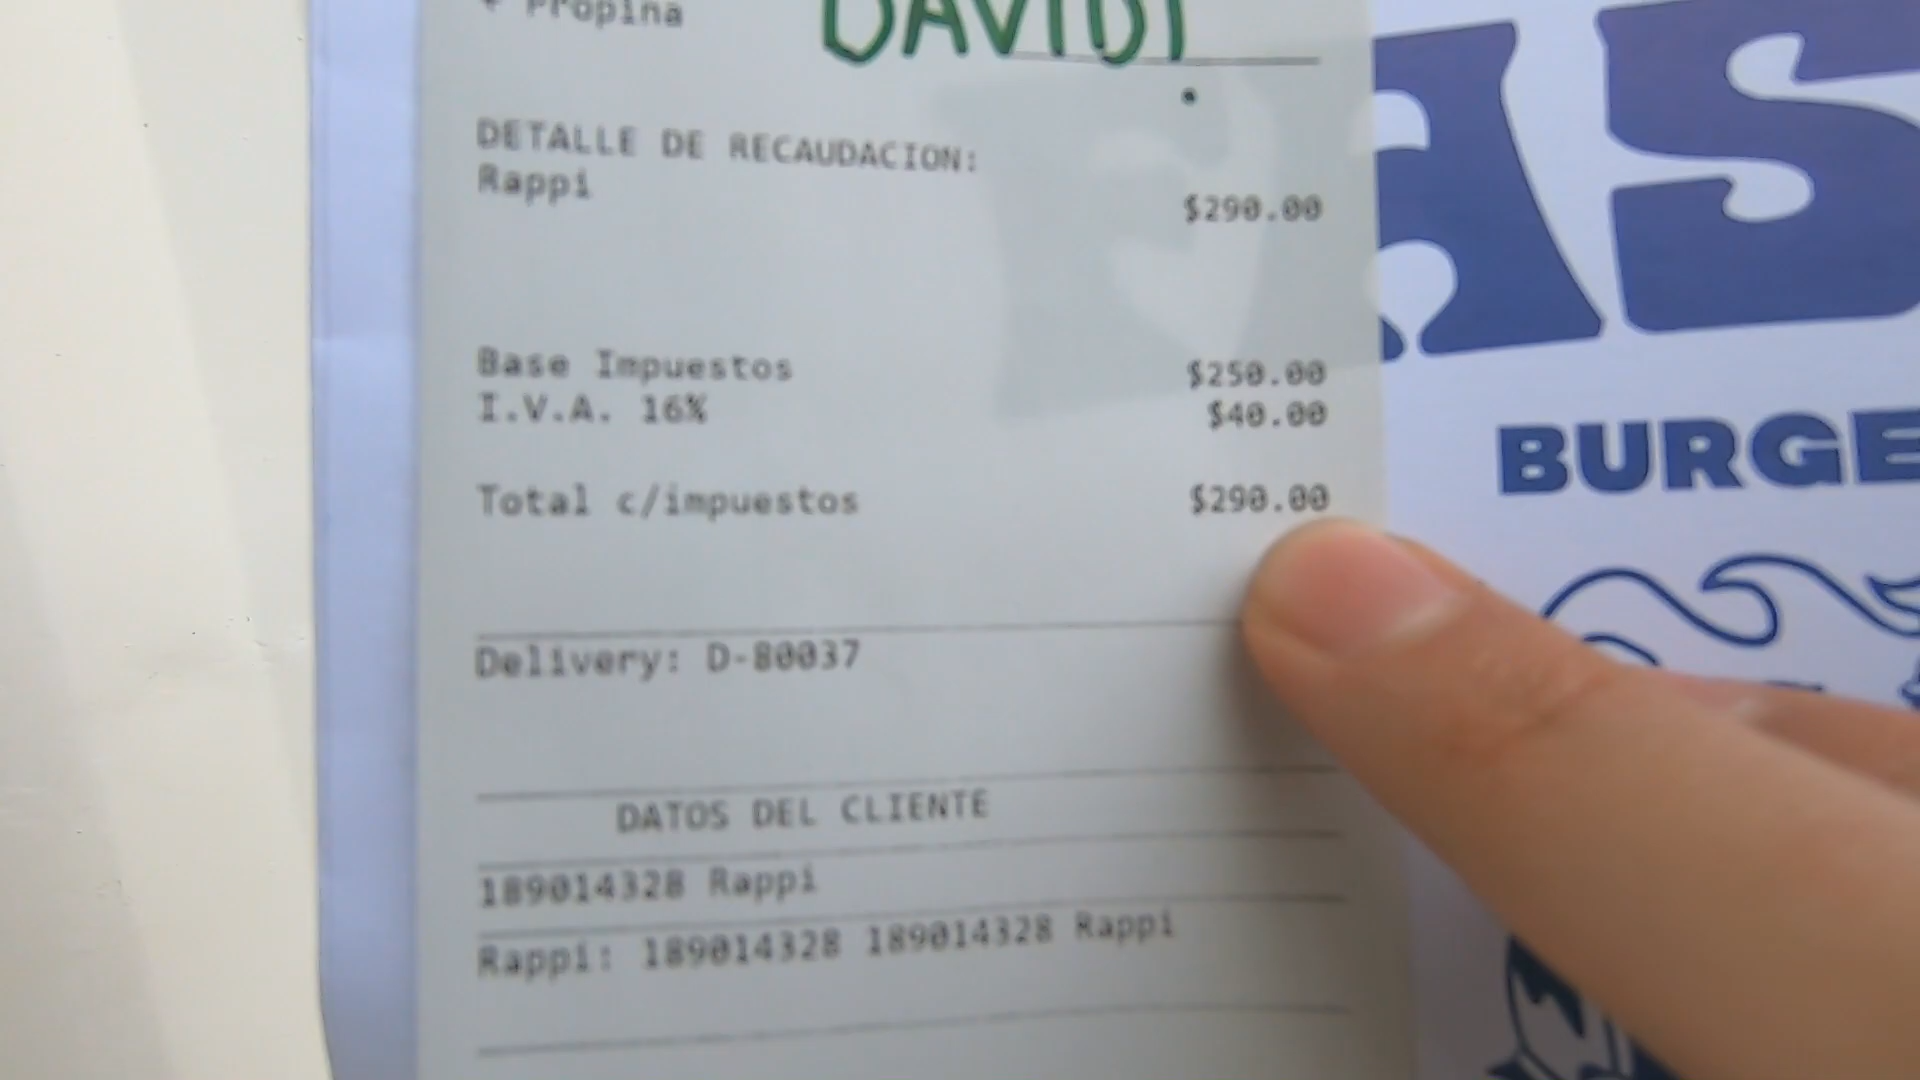 + Propina
DAVID!
DETALLE DE RECAUDACION:
Rappi
$290.00
Base Impuestos $250.00
I.V.A. 16% $40.00
Total c/impuestos $290.00
Delivery: D-80037
DATOS DEL CLIENTE
189014328 Rappi
Rappi: 189014328 189014328 Rappi
AS
BURGE